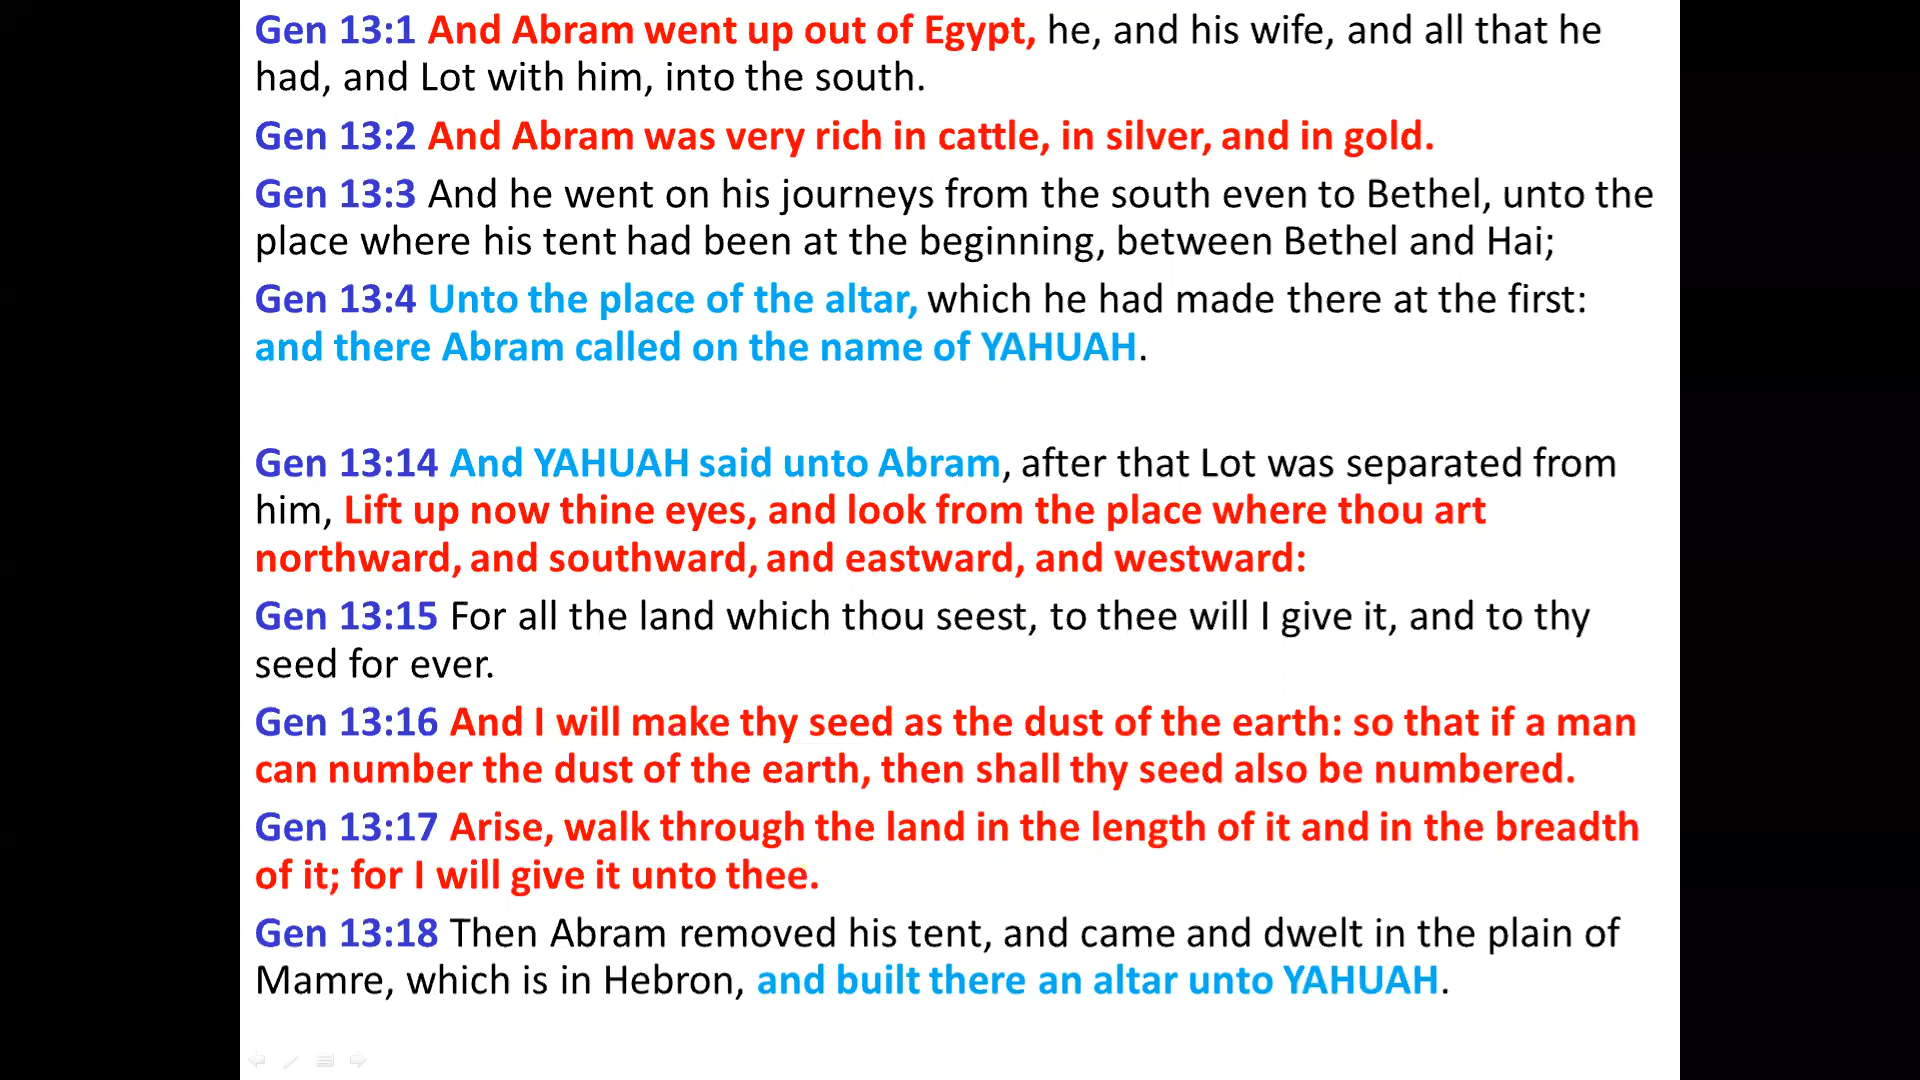 Gen 13:1 And Abram went up out of Egypt, he, and his wife, and all that he
had, and Lot with him, into the south.
Gen 13:2 And Abram was very rich in cattle, in silver, and in gold.
Gen 13:3 And he went on his journeys from the south even to Bethel, unto the
place where his tent had been at the beginning, between Bethel and Hai;
Gen 13:4 Unto the place of the altar, which he had made there at the first:
and there Abram called on the name of YAHUAH.
Gen 13:14 And YAHUAH said unto Abram, after that Lot was separated from
him, Lift up now thine eyes, and look from the place where thou art
northward, and southward, and eastward, and westward:
Gen 13:15 For all the land which thou seest, to thee will I give it, and to thy
seed for ever.
Gen 13:16 And I will make thy seed as the dust of the earth: so that if a man
can number the dust of the earth, then shall thy seed also be numbered.
Gen 13:17 Arise, walk through the land in the length of it and in the breadth
of it; for I will give it unto thee.
Gen 13:18 Then Abram removed his tent, and came and dwelt in the plain of
Mamre, which is in Hebron, and built there an altar unto YAHUAH.